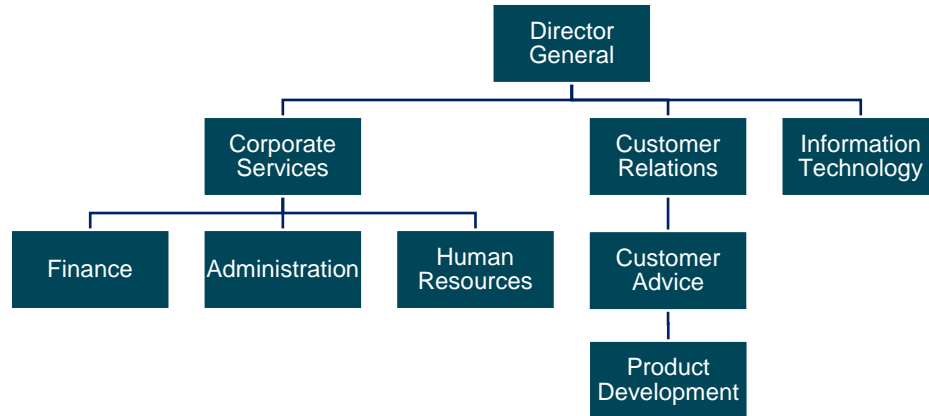 Director
General
Corporate
Services
Customer
Relations
Information
Technology
Finance
Administration
Human
Resources
Customer
Advice
Product
Development